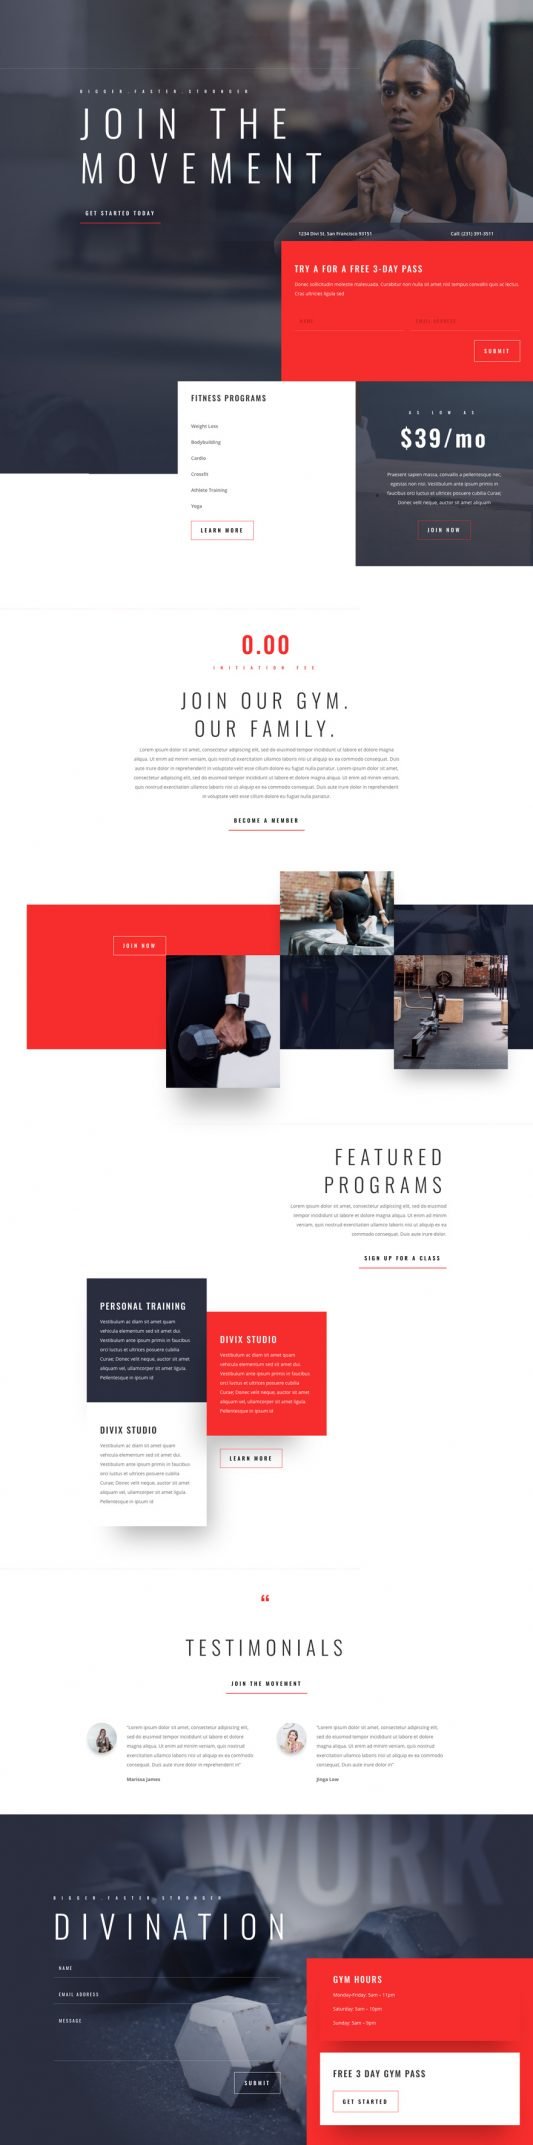 GYM
BIGGER.FASTER.STRONGER
JOIN THE
MOVEMENT
GET STARTED TODAY
1234 Divi St. San Francisco 93151
Call: (231) 391-3511
TRY A FOR A FREE 3-DAY PASS
Donec sollicitudin molestie malesuada. Curabitur non nulla sit amet nisl tempus convallis quis ac lectus.
Cras ultricies ligula sed
NAME
EMAIL ADDRESS
SUBMIT
FITNESS PROGRAMS
Weight Loss
Bodybuilding
Cardio
Crossfit
Athlete Training
Yoga
LEARN MORE
AS LOW AS
$39/mo
Praesent sapien massa, convallis a pellentesque nec,
egestas non nisi. Vestibulum ante ipsum primis in
faucibus orci luctus et ultrices posuere cubilia Curae;
Donec velit neque, auctor sit amet aliquam
JOIN NOW
0.00
INITIATION FEE
JOIN OUR GYM.
OUR FAMILY.
Lorem ipsum dolor sit amet, consectetur adipiscing elit, sed do eiusmod tempor incididunt ut labore et dolore magna
aliqua. Ut enim ad minim veniam, quis nostrud exercitation ullamco laboris nisi ut aliquip ex ea commodo consequat. Duis
aute irure dolor in reprehenderit in voluptate velit esse cillum dolore eu fugiat nulla pariatur. Lorem ipsum dolor sit amet,
consectetur adipiscing elit, sed do eiusmod tempor incididunt ut labore et dolore magna aliqua. Ut enim ad minim veniam,
quis nostrud exercitation ullamco laboris nisi ut aliquip ex ea commodo consequat. Duis aute irure dolor in reprehenderit
in voluptate velit esse cillum dolore eu fugiat nulla pariatur.
BECOME A MEMBER
JOIN NOW
FEATURED
PROGRAMS
Lorem ipsum dolor sit amet, consectetur adipiscing elit, sed do eiusmod
tempor incididunt ut labore et dolore magna aliqua. Ut enim ad minim
veniam, quis nostrud exercitation ullamco laboris nisi ut aliquip ex ea
commodo consequat. Duis aute irure dolor.
SIGN UP FOR A CLASS
PERSONAL TRAINING
Vestibulum ac diam sit amet quam
vehicula elementum sed sit amet dui.
Vestibulum ante ipsum primis in faucibus
orci luctus et ultrices posuere cubilia
Curae; Donec velit neque, auctor sit amet
aliquam vel, ullamcorper sit amet ligula.
Pellentesque in ipsum id
DIVIX STUDIO
Vestibulum ac diam sit amet quam
vehicula elementum sed sit amet dui.
Vestibulum ante ipsum primis in faucibus
orci luctus et ultrices posuere cubilia
Curae; Donec velit neque, auctor sit amet
aliquam vel, ullamcorper sit amet ligula.
Pellentesque in ipsum id
LEARN MORE
DIVIX STUDIO
Vestibulum ac diam sit amet quam
vehicula elementum sed sit amet dui.
Vestibulum ante ipsum primis in faucibus
orci luctus et ultrices posuere cubilia
Curae; Donec velit neque, auctor sit amet
aliquam vel, ullamcorper sit amet ligula.
Pellentesque in ipsum id
“
TESTIMONIALS
JOIN THE MOVEMENT
"Lorem ipsum dolor sit amet, consectetur adipiscing elit,
sed do eiusmod tempor incididunt ut labore et dolore
magna aliqua. Ut enim ad minim veniam, quis nostrud
exercitation ullamco laboris nisi ut aliquip ex ea commodo
consequat. Duis aute irure dolor in reprehenderit in"
Marissa James
"Lorem ipsum dolor sit amet, consectetur adipiscing elit,
sed do eiusmod tempor incididunt ut labore et dolore
magna aliqua. Ut enim ad minim veniam, quis nostrud
exercitation ullamco laboris nisi ut aliquip ex ea commodo
consequat. Duis aute irure dolor in"
Jinga Low
WORK
BIGGER.FASTER.STRONGER
DIVINATION
NAME
EMAIL ADDRESS
MESSAGE
SUBMIT
GYM HOURS
Monday-Friday: 5am – 11pm
Saturday: 5am – 10pm
Sunday: 5am – 9pm
FREE 3 DAY GYM PASS
GET STARTED